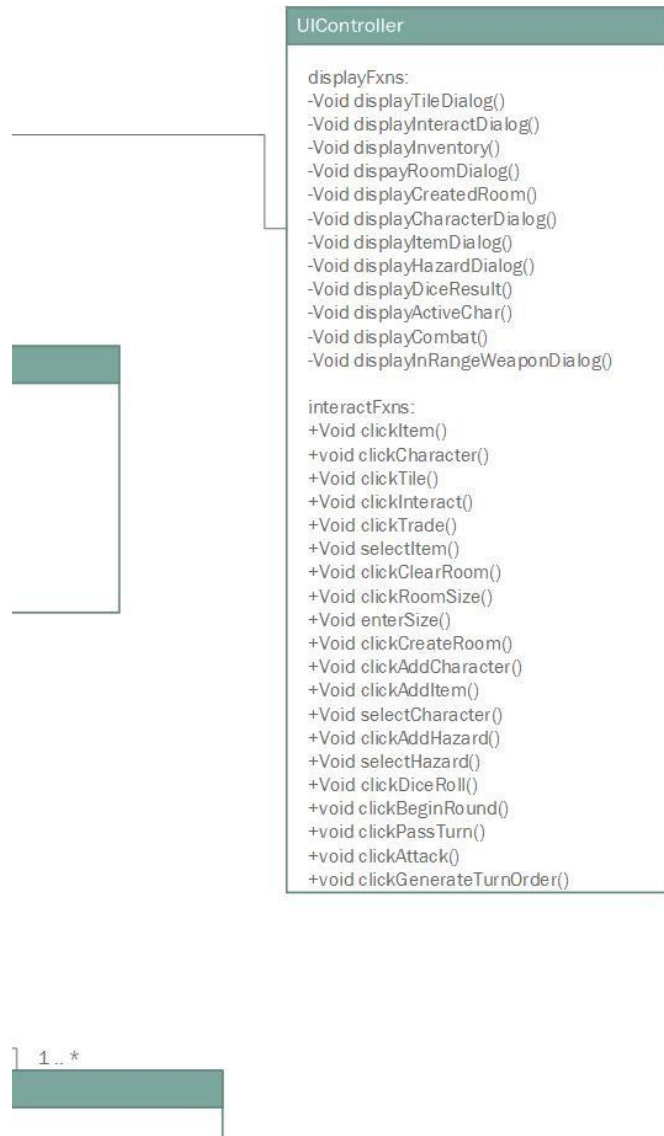 UIController
displayFxns:
-Void displayTileDialog()
-Void displayInteractDialog()
-Void displayInventory()
-Void dispayRoomDialog()
-Void displayCreatedRoom()
-Void displayCharacterDialog()
-Void displayItemDialog()
-Void displayHazardDialog()
-Void displayDiceResult()
-Void displayActiveChar()
-Void displayCombat()
-Void displayInRangeWeaponDialog()
interactFxns:
+Void clickItem()
+void clickCharacter()
+Void clickTile()
+Void clickInteract()
+Void clickTrade()
+Void selectItem()
+Void clickClearRoom()
+Void clickRoomSize()
+Void enterSize()
+Void clickCreateRoom()
+Void clickAddCharacter()
+Void clickAddItem()
+Void selectCharacter()
+Void clickAddHazard()
+Void selectHazard()
+Void clickDiceRoll()
+void clickBeginRound()
+void clickPassTurn()
+void clickAttack()
+void clickGenerateTurnOrder()
1..*